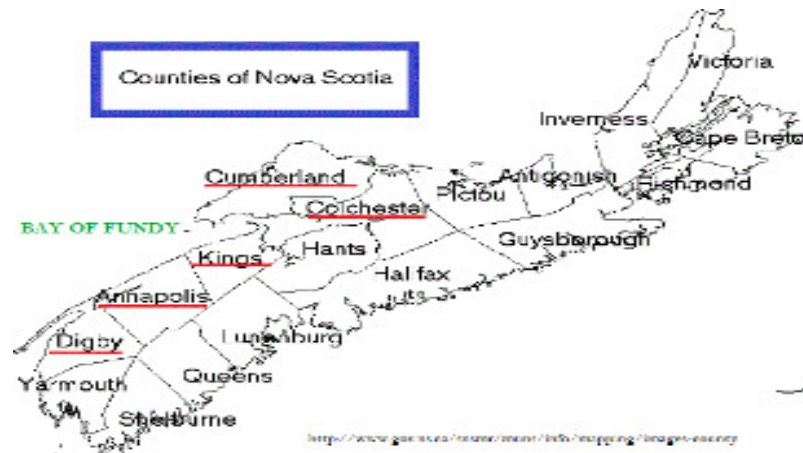 Counties of Nova Scotia
Victoria
Inverness
Cape Breto
Cumberland
Antigonish
Pictou
Richmond
Colchester
BAY OF FUNDY
Guysborough
Kings
Hants
Halifax
Annapolis
Digby
Lunenburg
Queens
Yarmouth
Shelburne